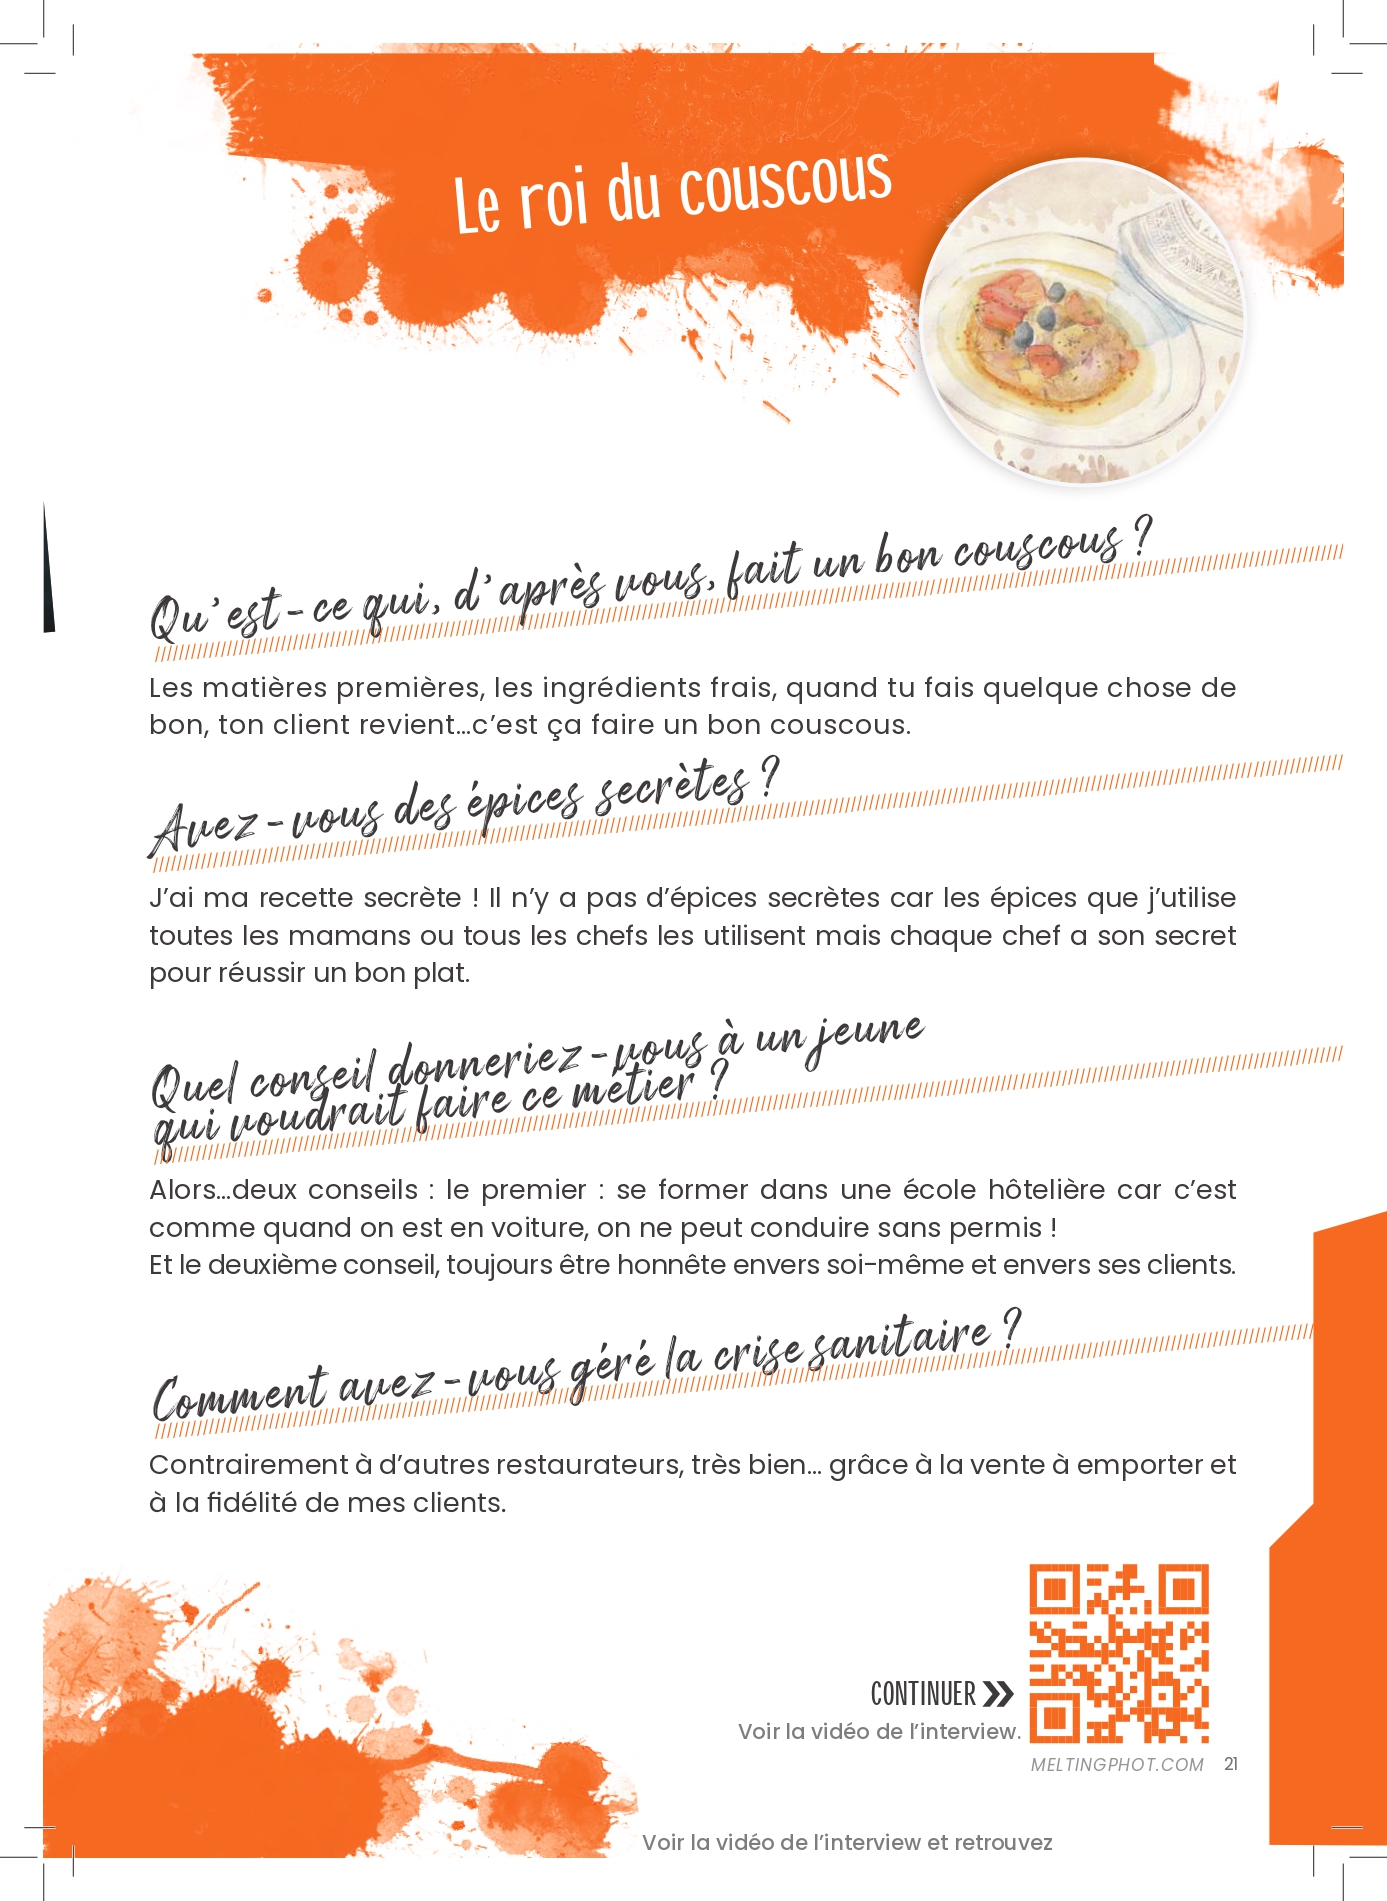 Le roi du couscous
Qu'est-ce qui, d'après vous, fait un bon couscous ?
Les matières premières, les ingrédients frais, quand tu fais quelque chose de
bon, ton client revient...c’est ça faire un bon couscous.
Avez-vous des épices secrètes ?
J’ai ma recette secrète ! Il n’y a pas d’épices secrètes car les épices que j’utilise
toutes les mamans ou tous les chefs les utilisent mais chaque chef a son secret
pour réussir un bon plat.
Quel conseil donneriez-vous à un jeune
qui voudrait faire ce métier ?
Alors...deux conseils : le premier : se former dans une école hôtelière car c’est
comme quand on est en voiture, on ne peut conduire sans permis !
Et le deuxième conseil, toujours être honnête envers soi-même et envers ses clients.
Comment avez-vous géré la crise sanitaire ?
Contrairement à d’autres restaurateurs, très bien... grâce à la vente à emporter et
à la fidélité de mes clients.
CONTINUER »
Voir la vidéo de l’interview.
MELTINGPHOT.COM 21
Voir la vidéo de l’interview et retrouvez